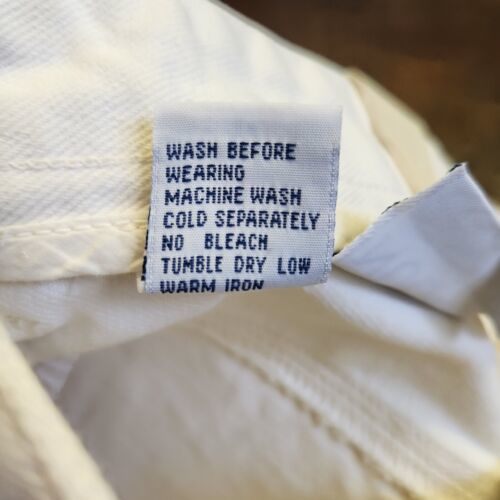 WASH BEFORE
WEARING
MACHINE WASH
COLD SEPARATELY
NO BLEACH
TUMBLE DRY LOW
WARM IRON